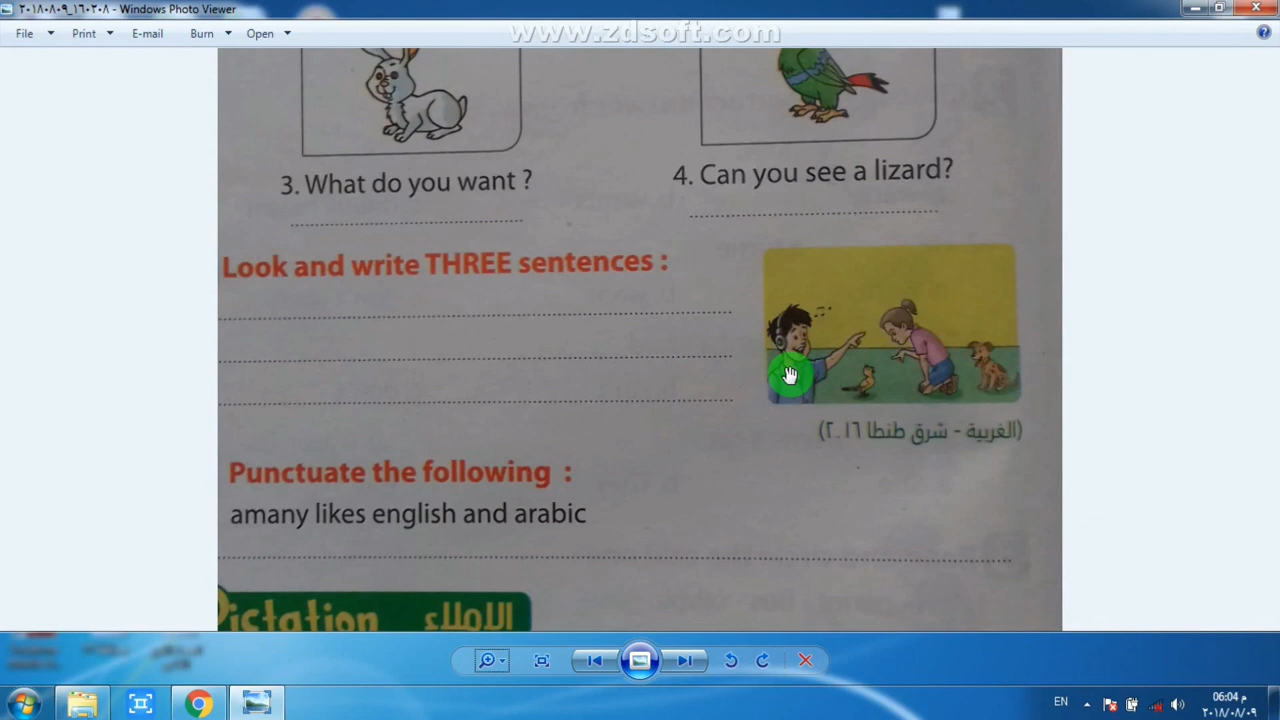 ٢٠١٨٠٨٠٩_١٦٠٢٠٨ - Windows Photo Viewer
File Print E-mail Burn Open
www.zdsoft.com
3. What do you want ?
4. Can you see a lizard?
Look and write THREE sentences :
(الغربية - شرق طنطا ٢٠١٦)
Punctuate the following :
amany likes english and arabic
Dictation الإملاء
EN
06:04 م
٢٠١٨/٠٨/٠٩